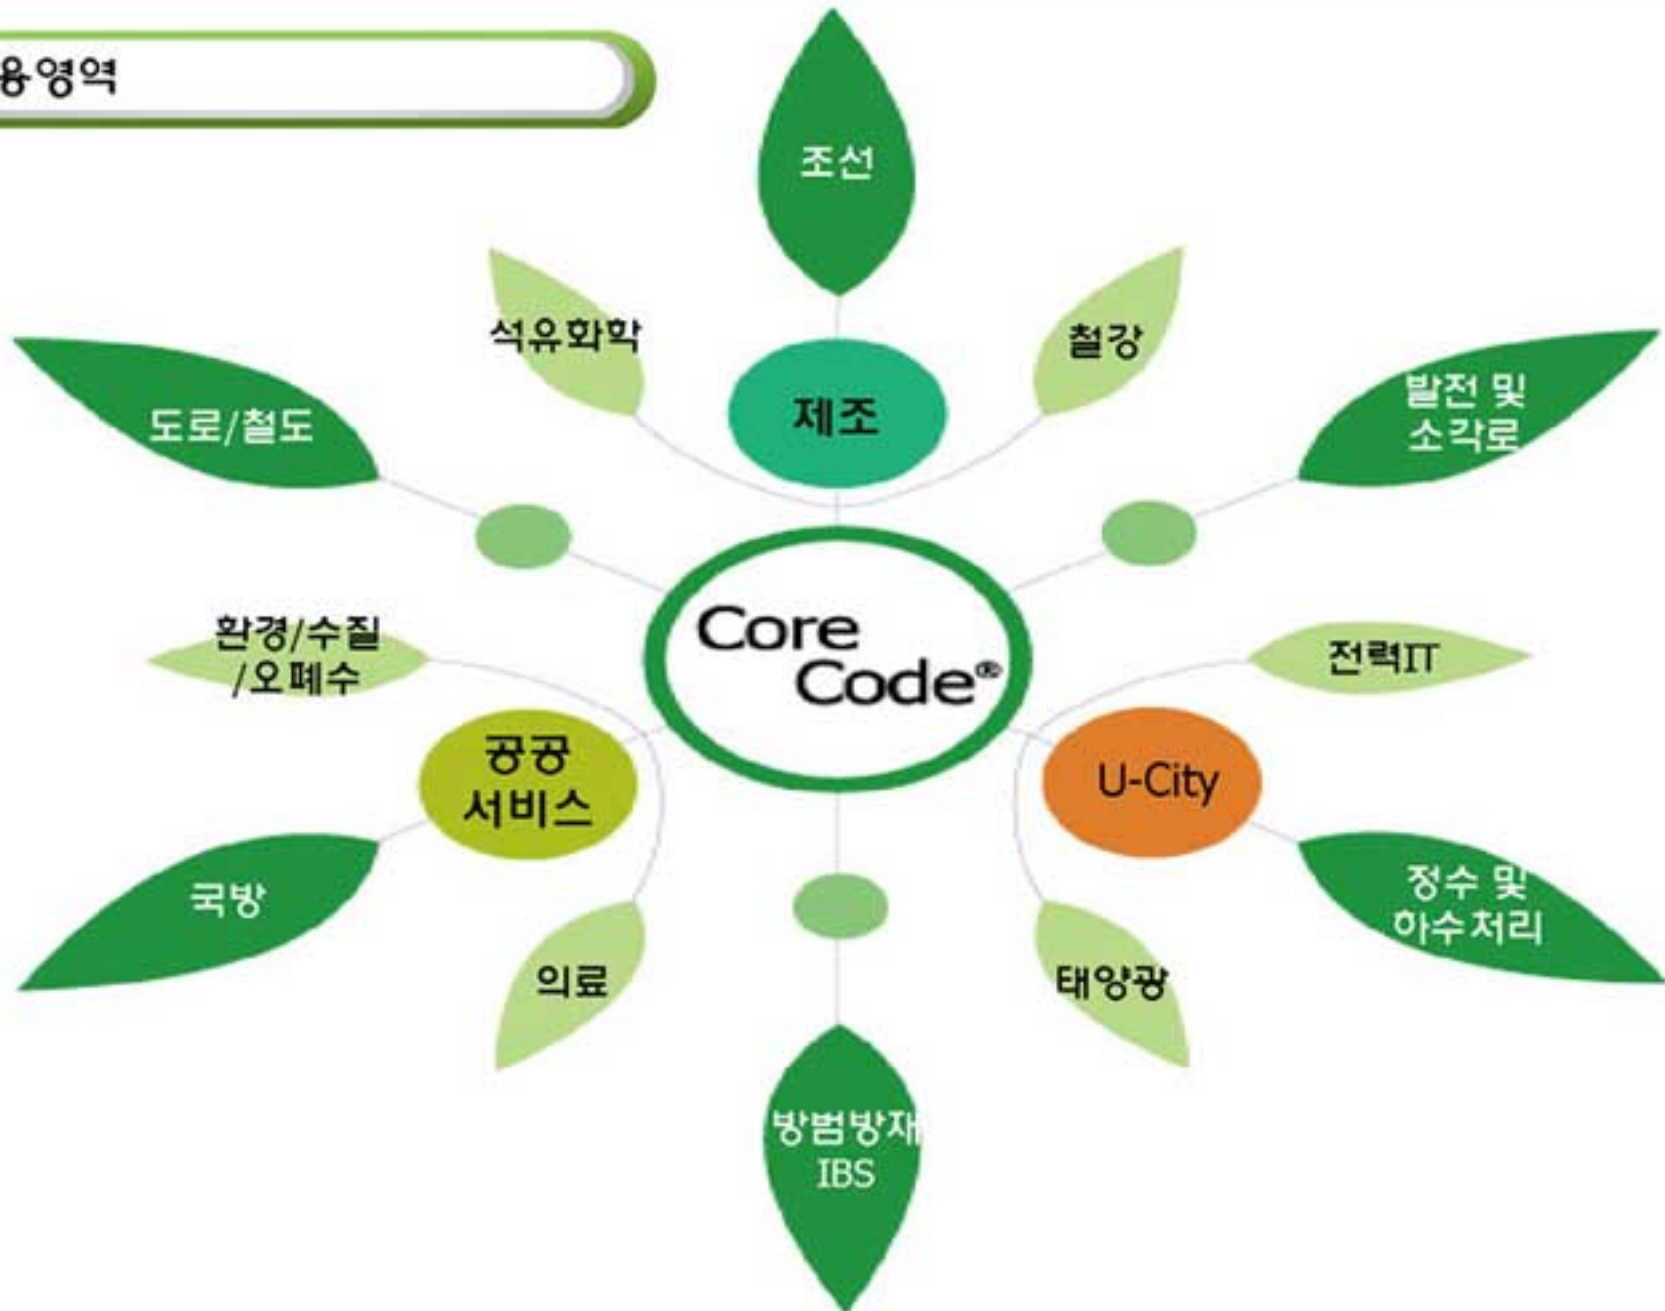 용영역
조선
석유화학
철강
제조
도로/철도
발전 및
소각로
Core
Code®
환경/수질
/오폐수
전력IT
공공
서비스
U-City
국방
정수 및
하수처리
의료
태양광
방범방재
IBS